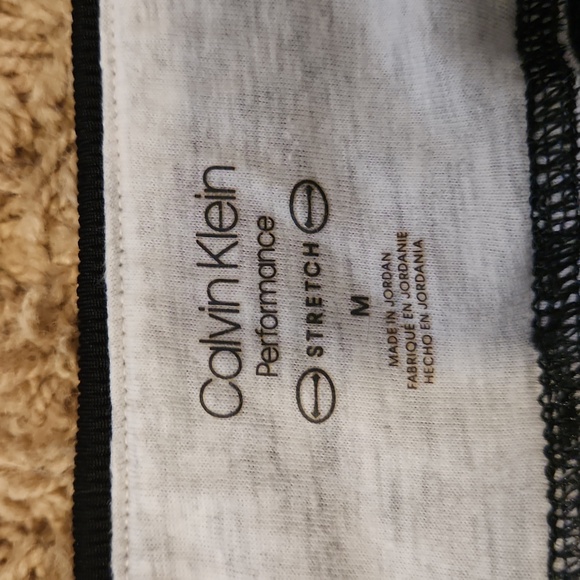 Calvin Klein
Performance
STRETCH
M
MADE IN JORDAN
FABRIQUÉ EN JORDANIE
HECHO EN JORDANIA